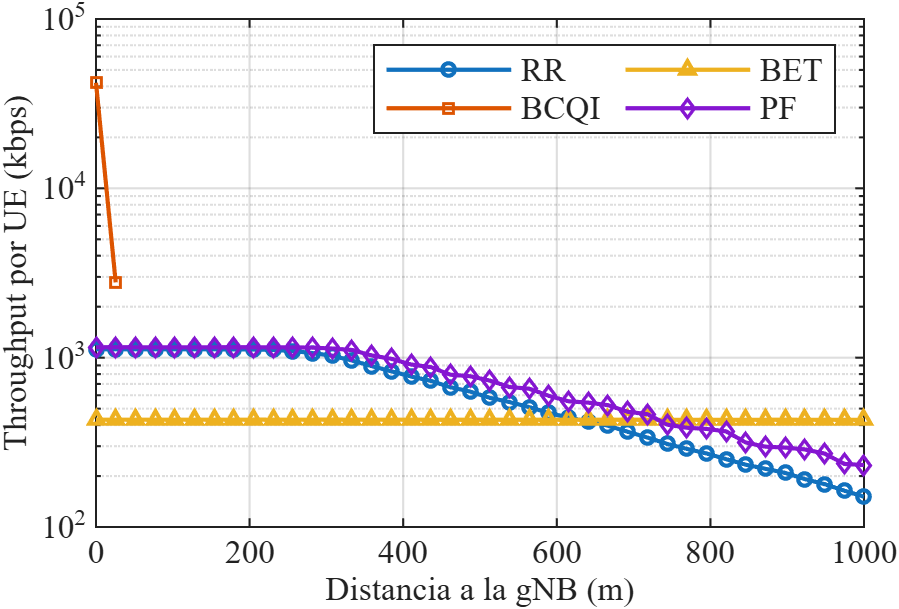 10^5
RR BET
BCQI PF
10^4
10^3
10^2
Throughput por UE (kbps)
0 200 400 600 800 1000
Distancia a la gNB (m)